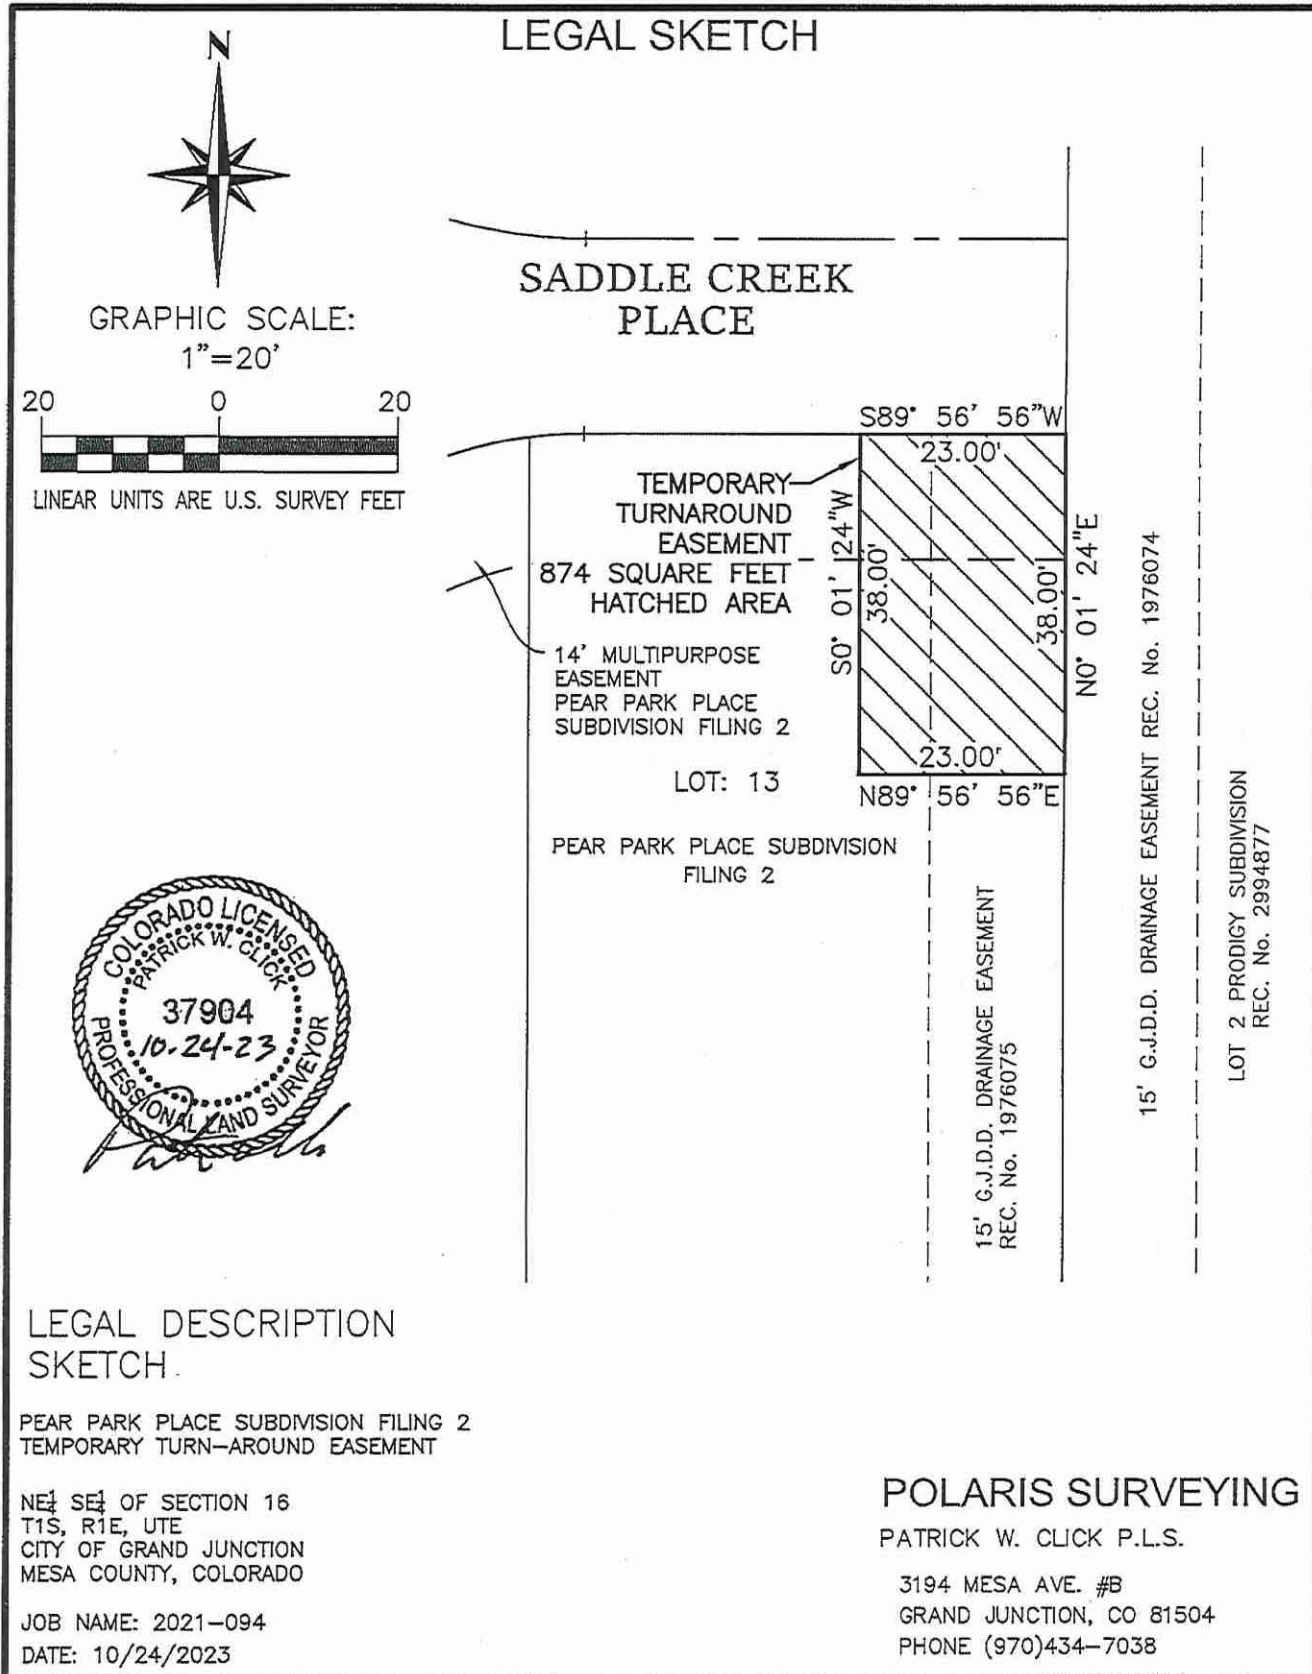 LEGAL SKETCH
N
GRAPHIC SCALE:
1"=20'
20 0 20
LINEAR UNITS ARE U.S. SURVEY FEET
SADDLE CREEK
PLACE
S89° 56' 56"W
23.00'
TEMPORARY
TURNAROUND
EASEMENT
874 SQUARE FEET
HATCHED AREA
S0° 01' 24"W
38.00'
38.00'
N0° 01' 24"E
14' MULTIPURPOSE
EASEMENT
PEAR PARK PLACE
SUBDIVISION FILING 2
23.00'
N89° 56' 56"E
LOT: 13
PEAR PARK PLACE SUBDIVISION
FILING 2
15' G.J.D.D. DRAINAGE EASEMENT
REC. No. 1976075
15' G.J.D.D. DRAINAGE EASEMENT REC. No. 1976074
LOT 2 PRODIGY SUBDIVISION
REC. No. 2994877
COLORADO LICENSED
PATRICK W. CLICK
37904
10-24-23
PROFESSIONAL LAND SURVEYOR
LEGAL DESCRIPTION
SKETCH
PEAR PARK PLACE SUBDIVISION FILING 2
TEMPORARY TURN-AROUND EASEMENT
NE¼ SE¼ OF SECTION 16
T1S, R1E, UTE
CITY OF GRAND JUNCTION
MESA COUNTY, COLORADO
JOB NAME: 2021-094
DATE: 10/24/2023
POLARIS SURVEYING
PATRICK W. CLICK P.L.S.
3194 MESA AVE. #B
GRAND JUNCTION, CO 81504
PHONE (970)434-7038